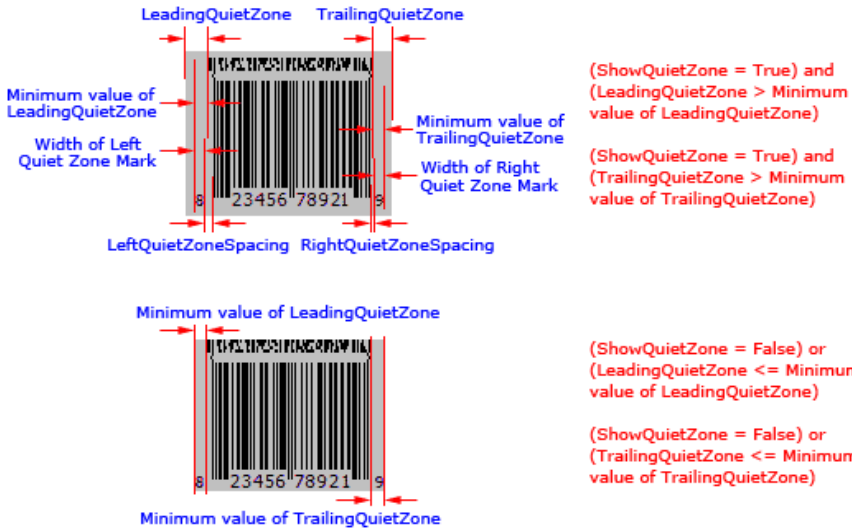 LeadingQuietZone
TrailingQuietZone
Minimum value of
LeadingQuietZone
Width of Left
Quiet Zone Mark
Minimum value of
TrailingQuietZone
Width of Right
Quiet Zone Mark
8 23456 78921 9
LeftQuietZoneSpacing RightQuietZoneSpacing
(ShowQuietZone = True) and
(LeadingQuietZone > Minimum
value of LeadingQuietZone)
(ShowQuietZone = True) and
(TrailingQuietZone > Minimum
value of TrailingQuietZone)
Minimum value of LeadingQuietZone
8 23456 78921 9
Minimum value of TrailingQuietZone
(ShowQuietZone = False) or
(LeadingQuietZone <= Minimum
value of LeadingQuietZone)
(ShowQuietZone = False) or
(TrailingQuietZone <= Minimum
value of TrailingQuietZone)